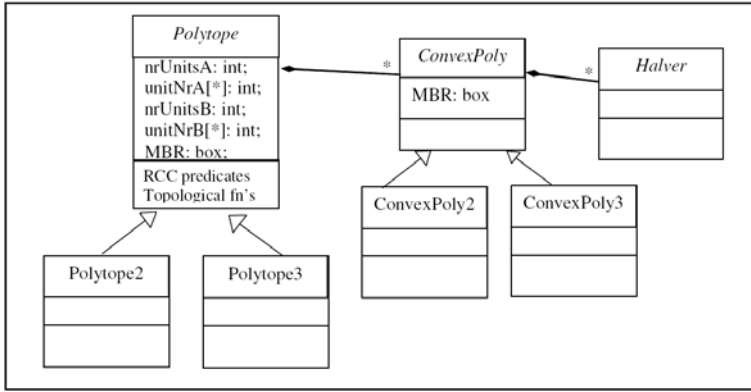 Polytope
nrUnitsA: int;
unitNrA[*]: int;
nrUnitsB: int;
unitNrB[*]: int;
MBR: box;
RCC predicates
Topological fn's
*
ConvexPoly
MBR: box
*
Halver
ConvexPoly2
ConvexPoly3
Polytope2
Polytope3